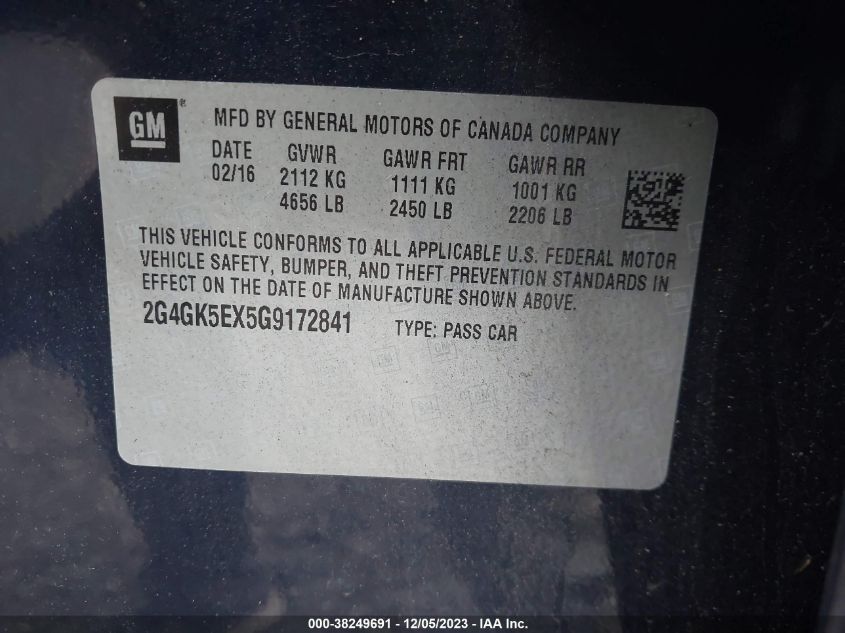 GM ®
MFD BY GENERAL MOTORS OF CANADA COMPANY
DATE GVWR GAWR FRT GAWR RR
02/16 2112 KG 1111 KG 1001 KG
4656 LB 2450 LB 2206 LB
THIS VEHICLE CONFORMS TO ALL APPLICABLE U.S. FEDERAL MOTOR
VEHICLE SAFETY, BUMPER, AND THEFT PREVENTION STANDARDS IN
EFFECT ON THE DATE OF MANUFACTURE SHOWN ABOVE.
2G4GK5EX5G9172841 TYPE: PASS CAR
000-38249691 - 12/05/2023 - IAA Inc.